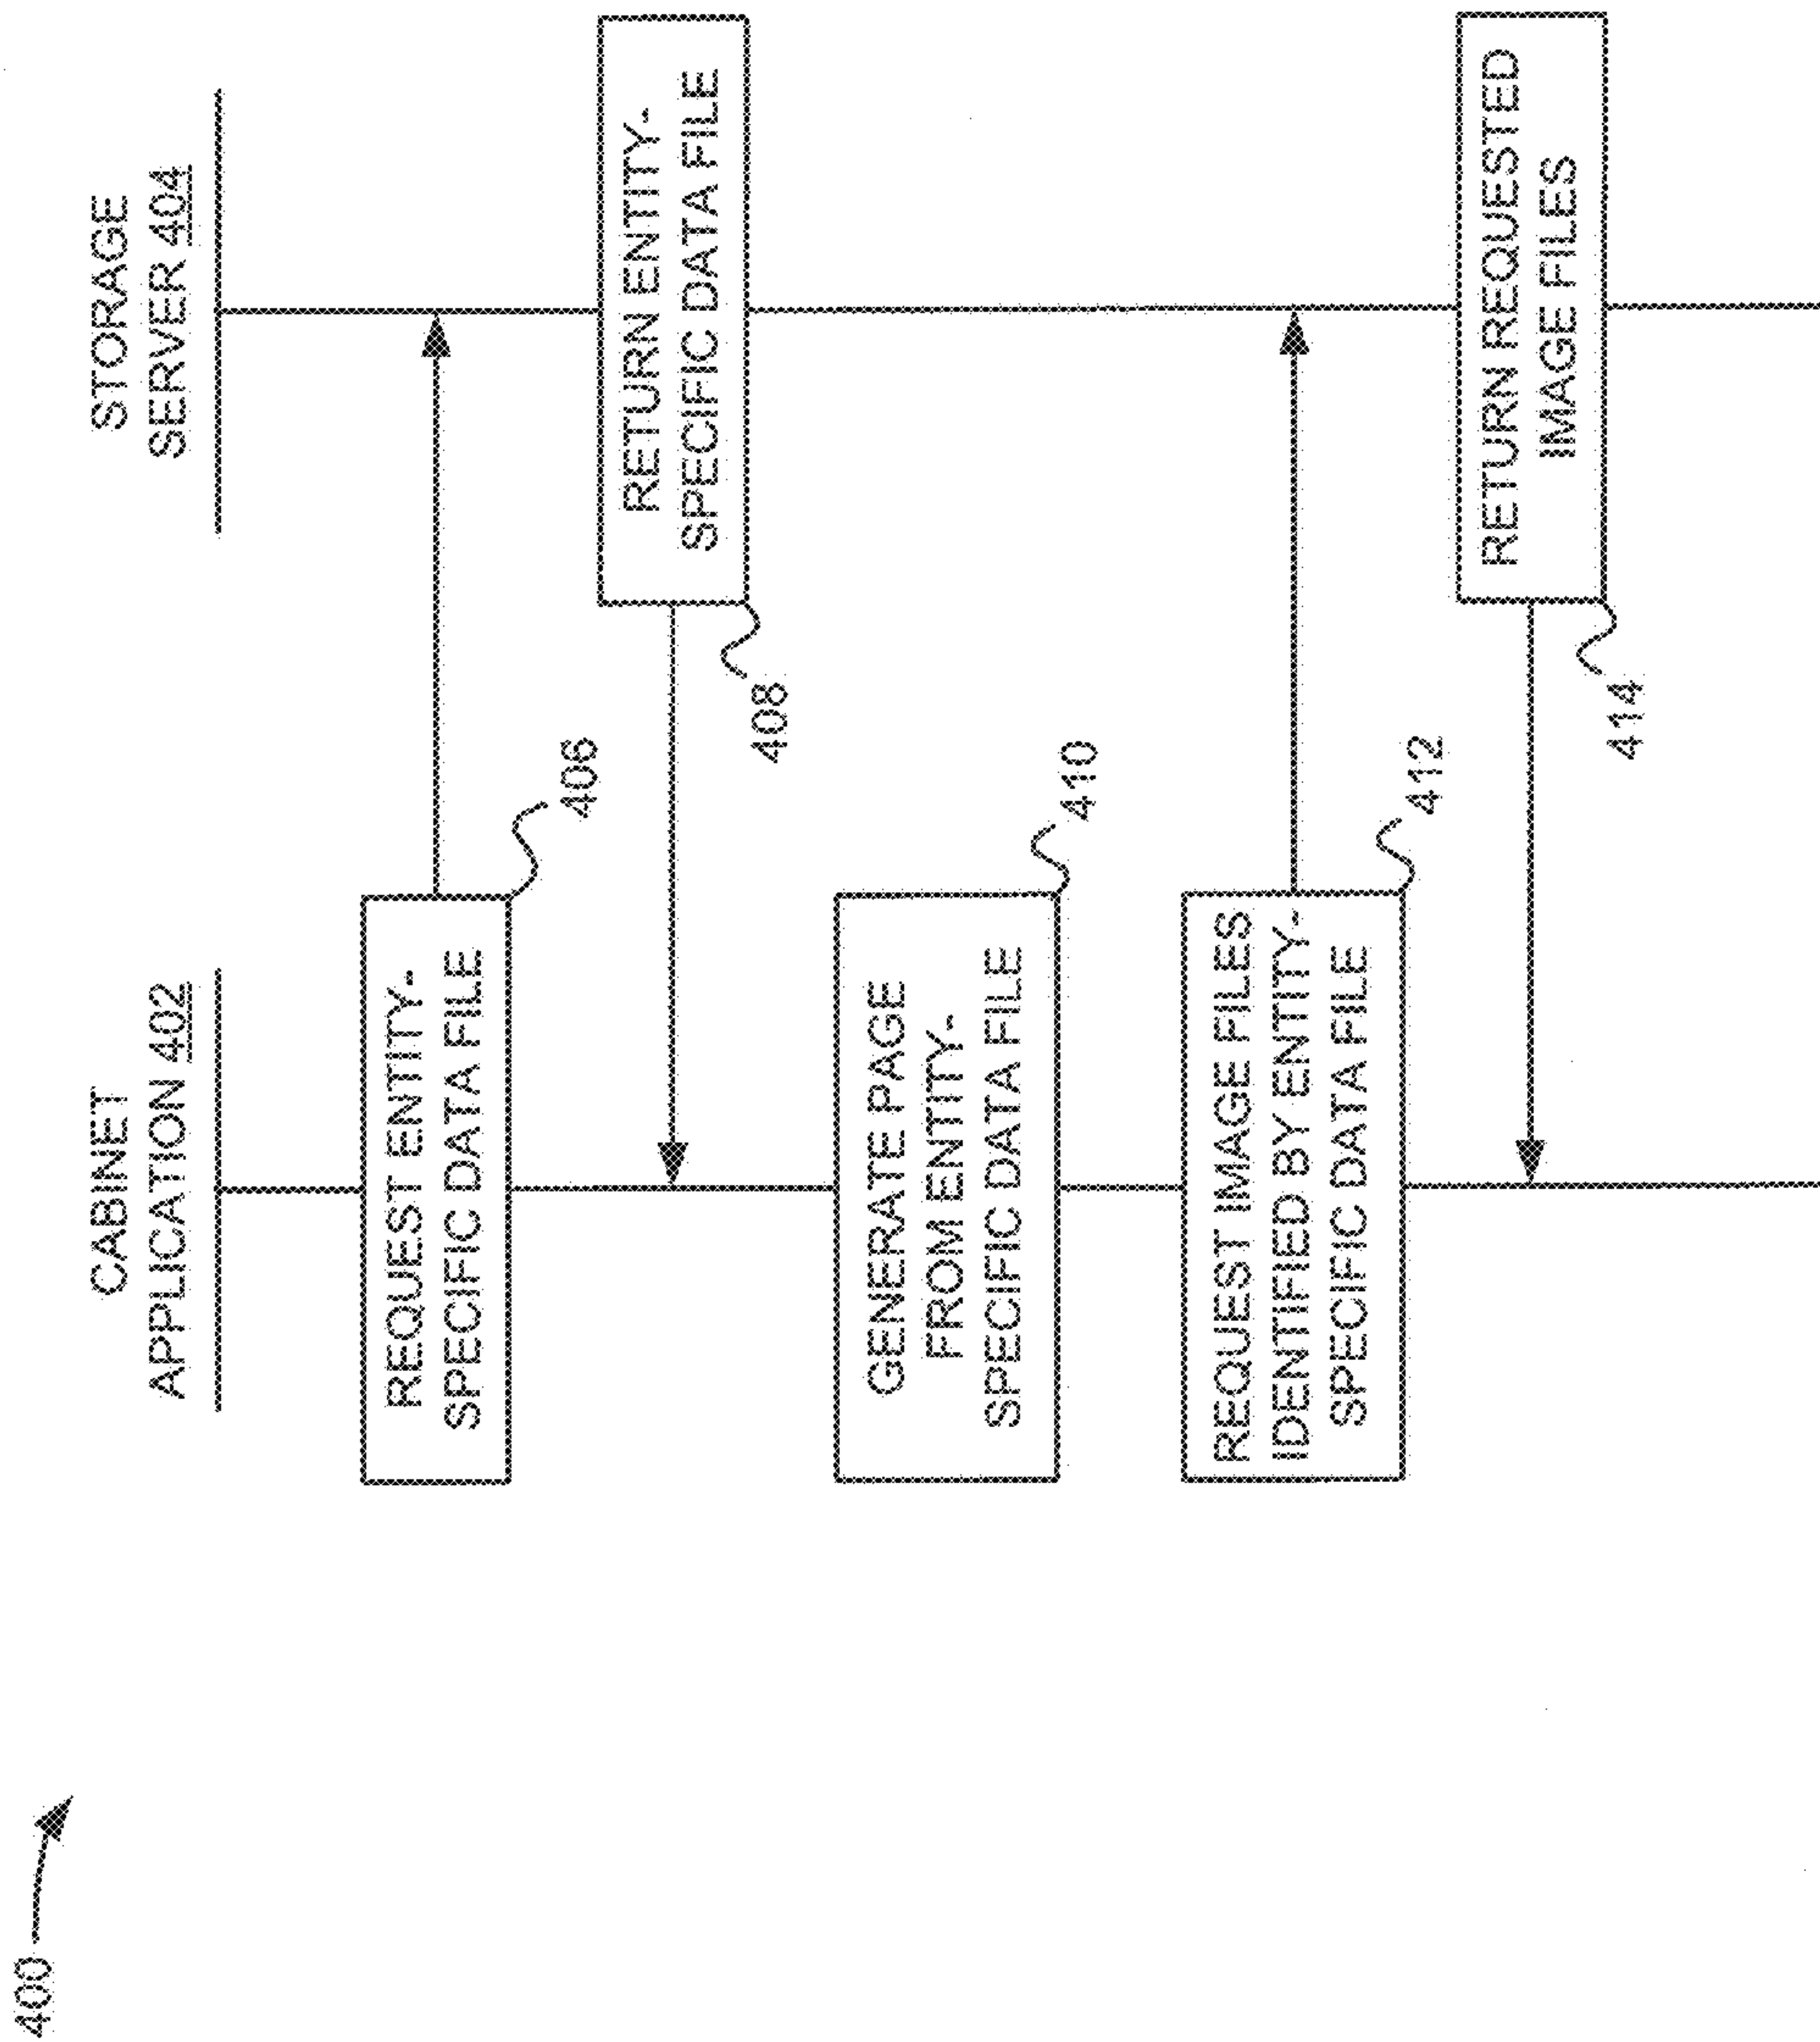 400
CABINET
APPLICATION 402
STORAGE
SERVER 404
REQUEST ENTITY-
SPECIFIC DATA FILE
406
RETURN ENTITY-
SPECIFIC DATA FILE
408
GENERATE PAGE
FROM ENTITY-
SPECIFIC DATA FILE
410
REQUEST IMAGE FILES
IDENTIFIED BY ENTITY-
SPECIFIC DATA FILE
412
RETURN REQUESTED
IMAGE FILES
414